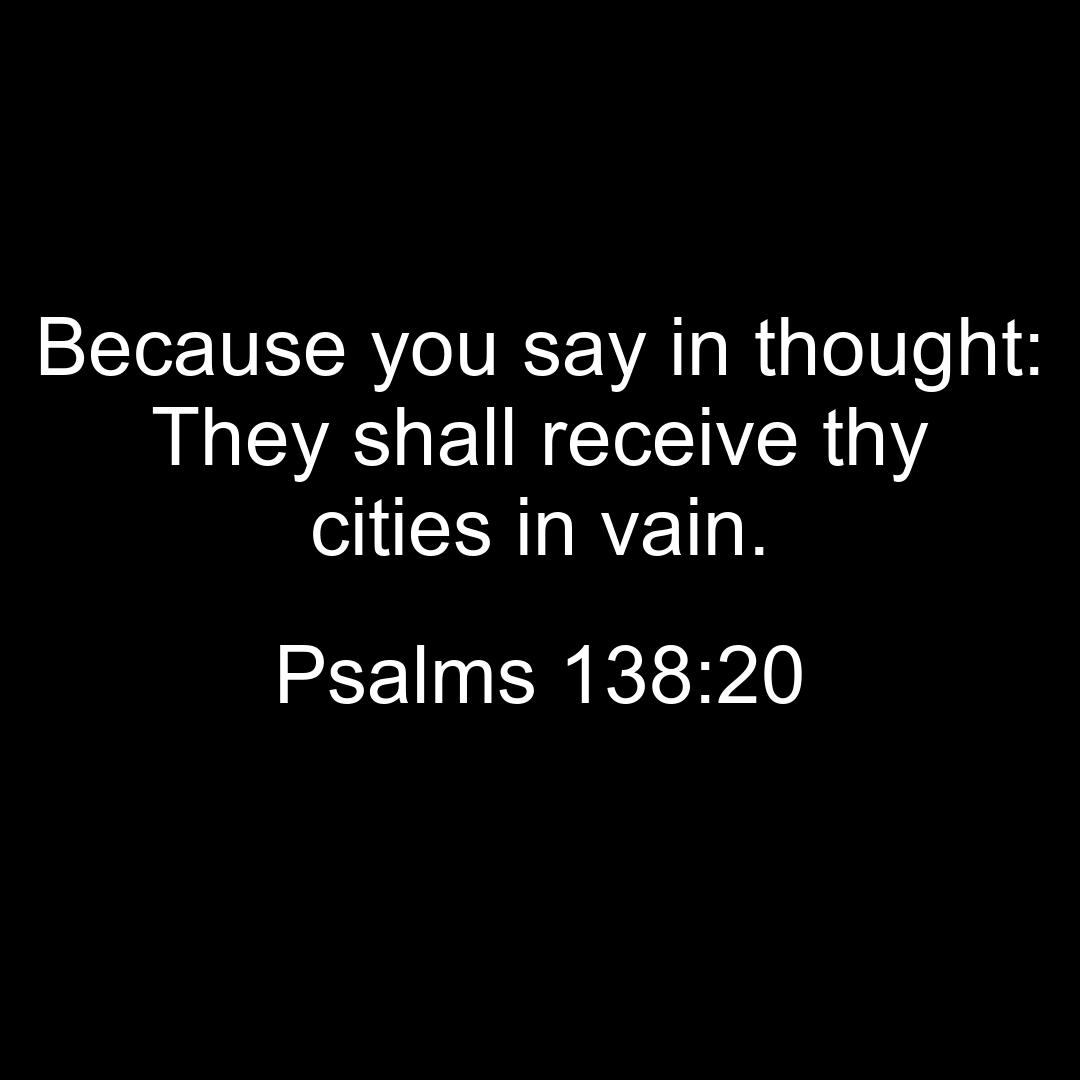 Because you say in thought:
They shall receive thy
cities in vain.
Psalms 138:20